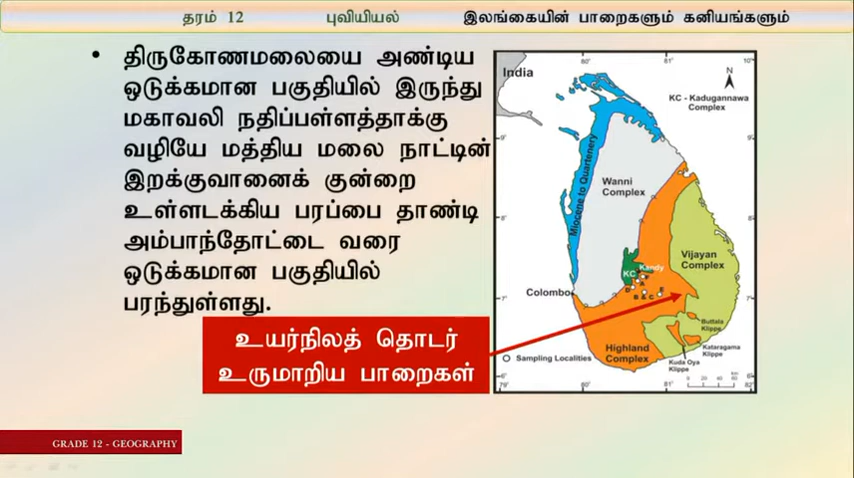 தரம் 12 புவியியல் இலங்கையின் பாறைகளும் கனியங்களும்
• திருகோணமலையை அண்டிய
ஒடுக்கமான பகுதியில் இருந்து
மகாவலி நதிப்பள்ளத்தாக்கு
வழியே மத்திய மலை நாட்டின்
இறக்குவானைக் குன்றை
உள்ளடக்கிய பரப்பை தாண்டி
அம்பாந்தோட்டை வரை
ஒடுக்கமான பகுதியில்
பரந்துள்ளது.
உயர்நிலத் தொடர்
உருமாறிய பாறைகள்
India
N
KC - Kadugannawa
Complex
Wanni
Complex
Miocene to Quarternery
Vijayan
Complex
KC
Kandy
B & C
E
Colombo
Buttala
Klippe
Kataragama
Klippe
Kuda Oya
Klippe
Highland
Complex
Sampling Localities
GRADE 12 - GEOGRAPHY